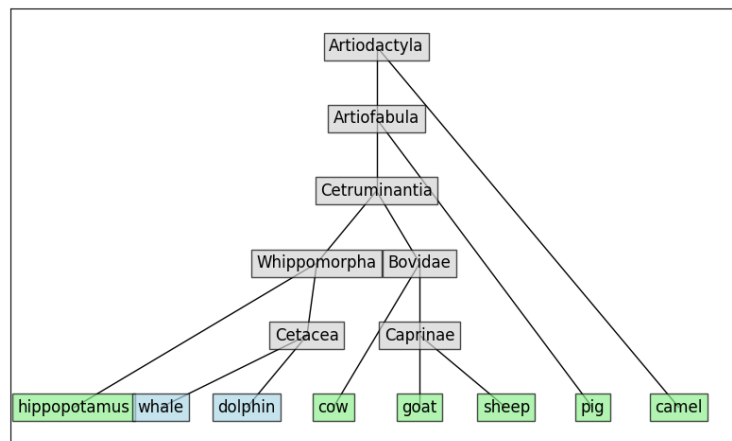 Artiodactyla
Artiofabula
Cetruminantia
Whippomorpha Bovidae
Cetacea Caprinae
hippopotamus whale dolphin cow goat sheep pig camel